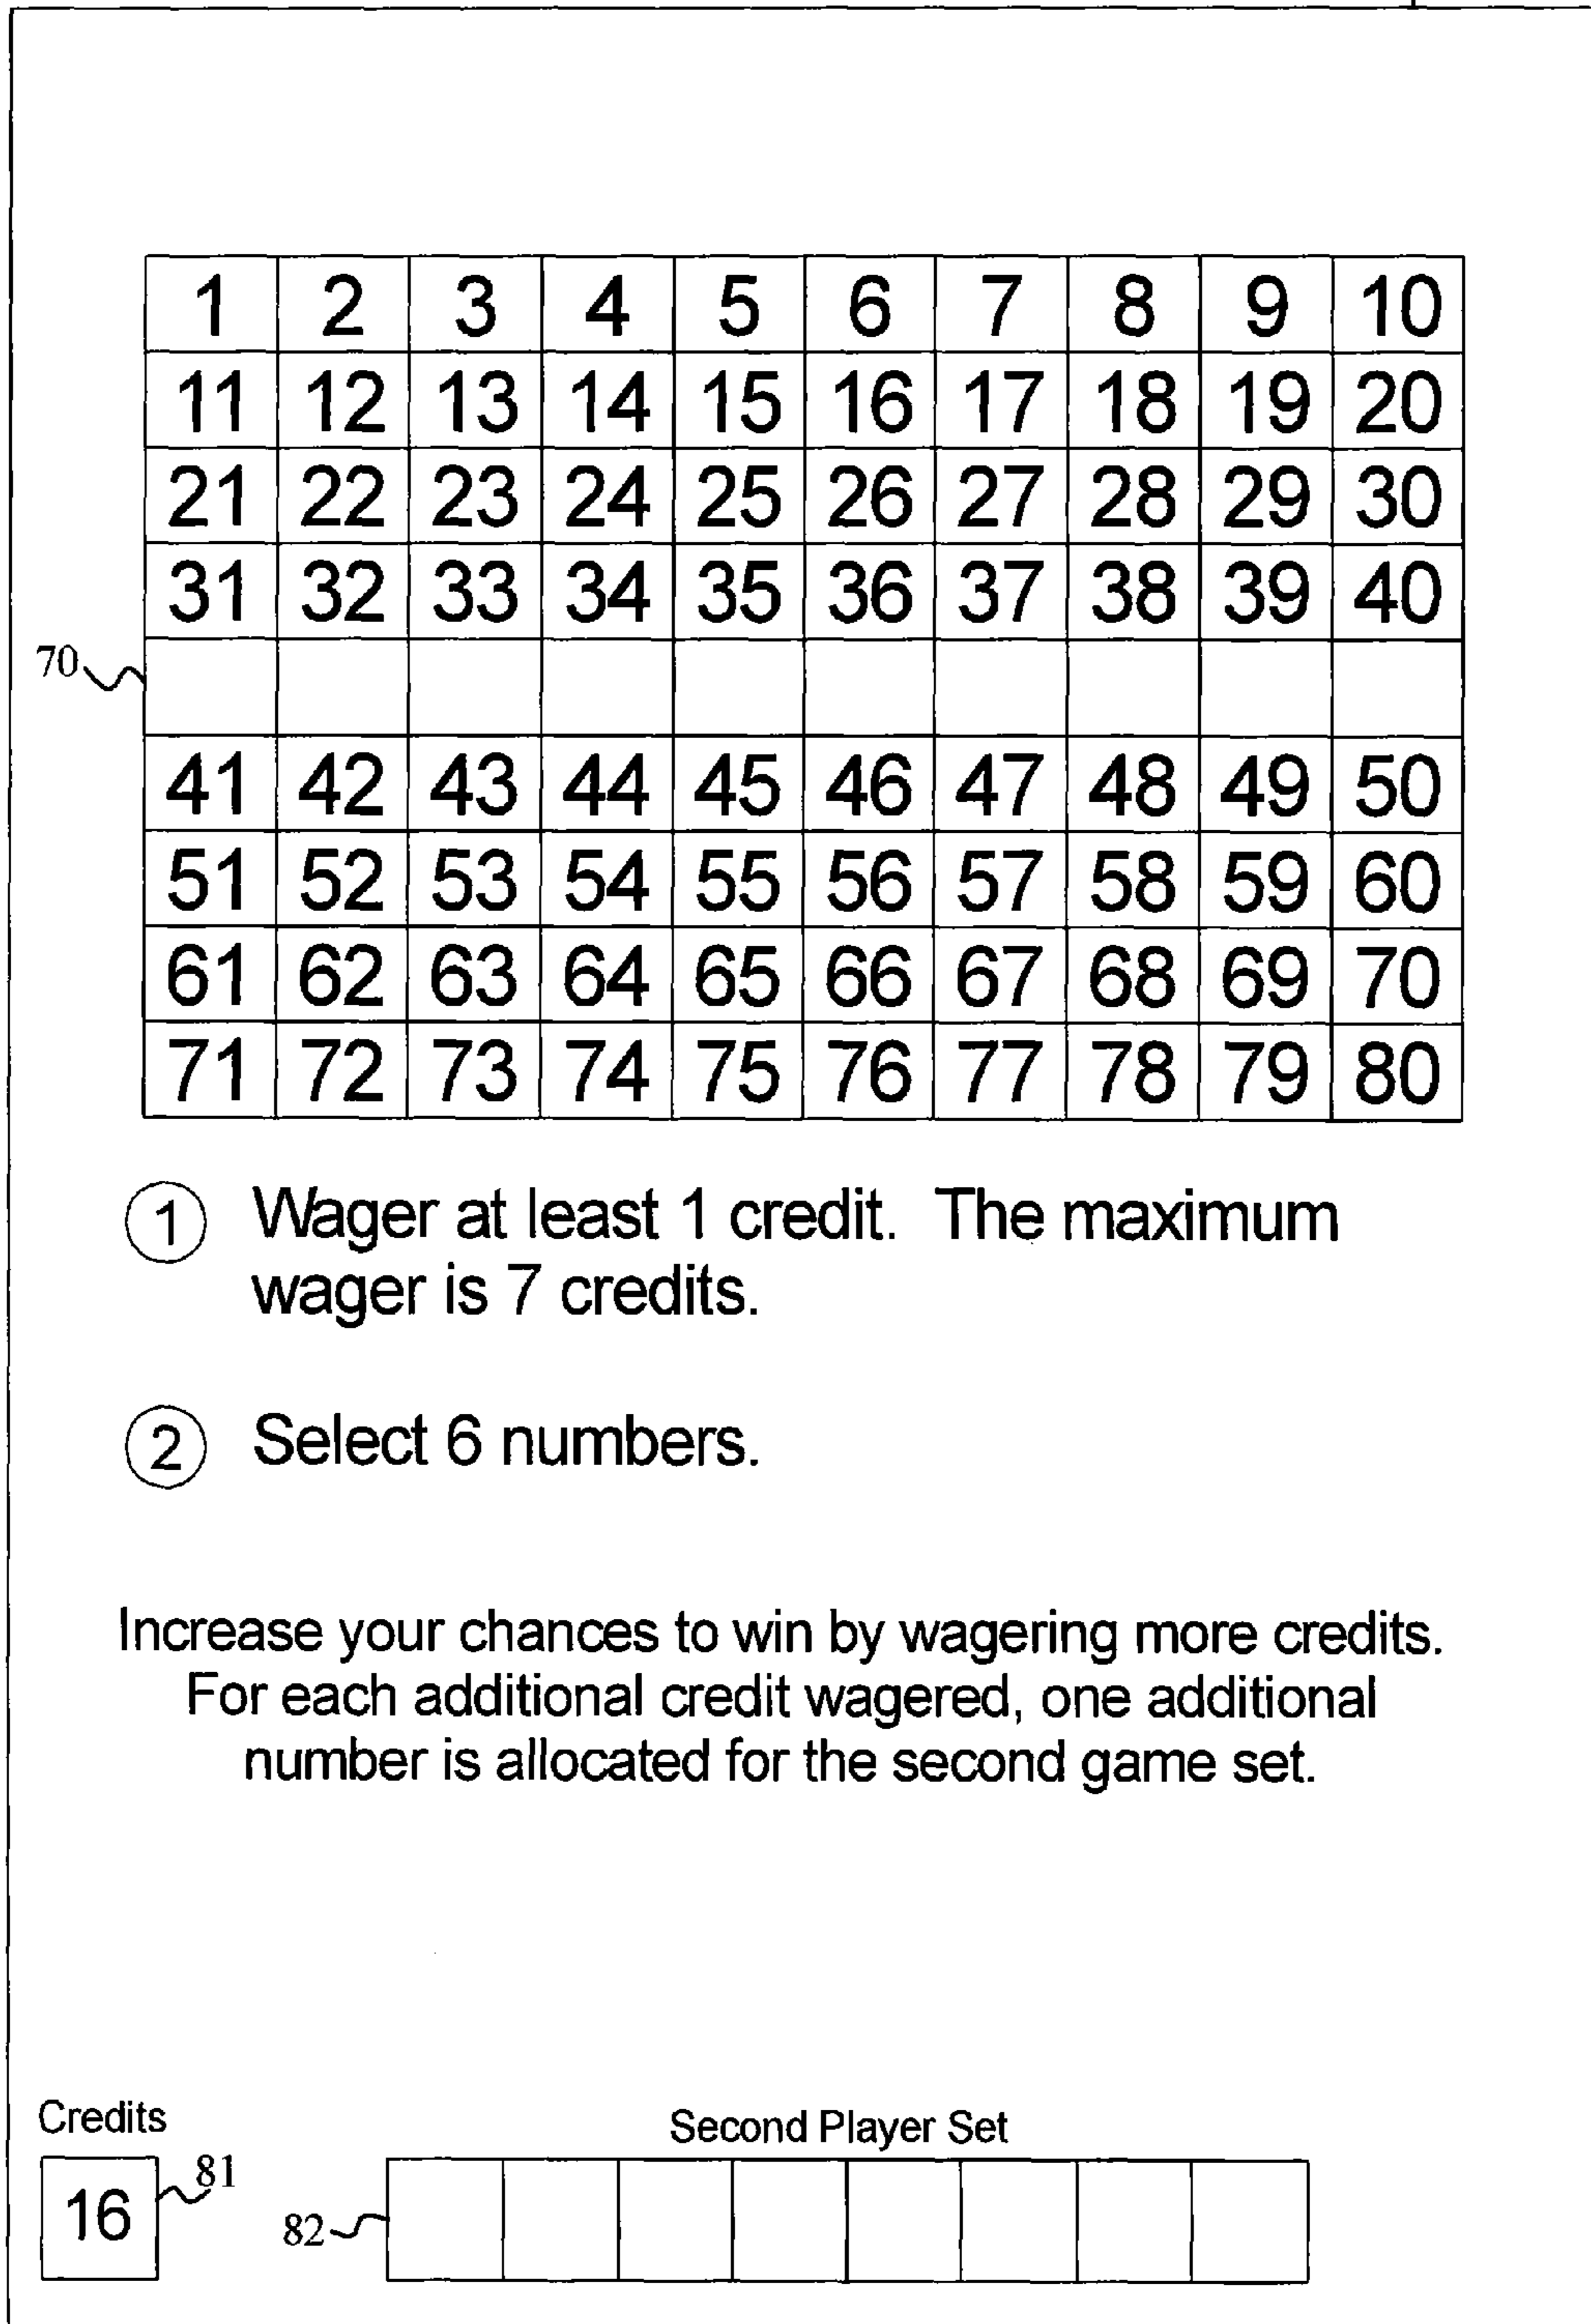 1 2 3 4 5 6 7 8 9 10
11 12 13 14 15 16 17 18 19 20
21 22 23 24 25 26 27 28 29 30
31 32 33 34 35 36 37 38 39 40
70
41 42 43 44 45 46 47 48 49 50
51 52 53 54 55 56 57 58 59 60
61 62 63 64 65 66 67 68 69 70
71 72 73 74 75 76 77 78 79 80
1 Wager at least 1 credit. The maximum
wager is 7 credits.
2 Select 6 numbers.
Increase your chances to win by wagering more credits.
For each additional credit wagered, one additional
number is allocated for the second game set.
Credits
16
81
Second Player Set
82